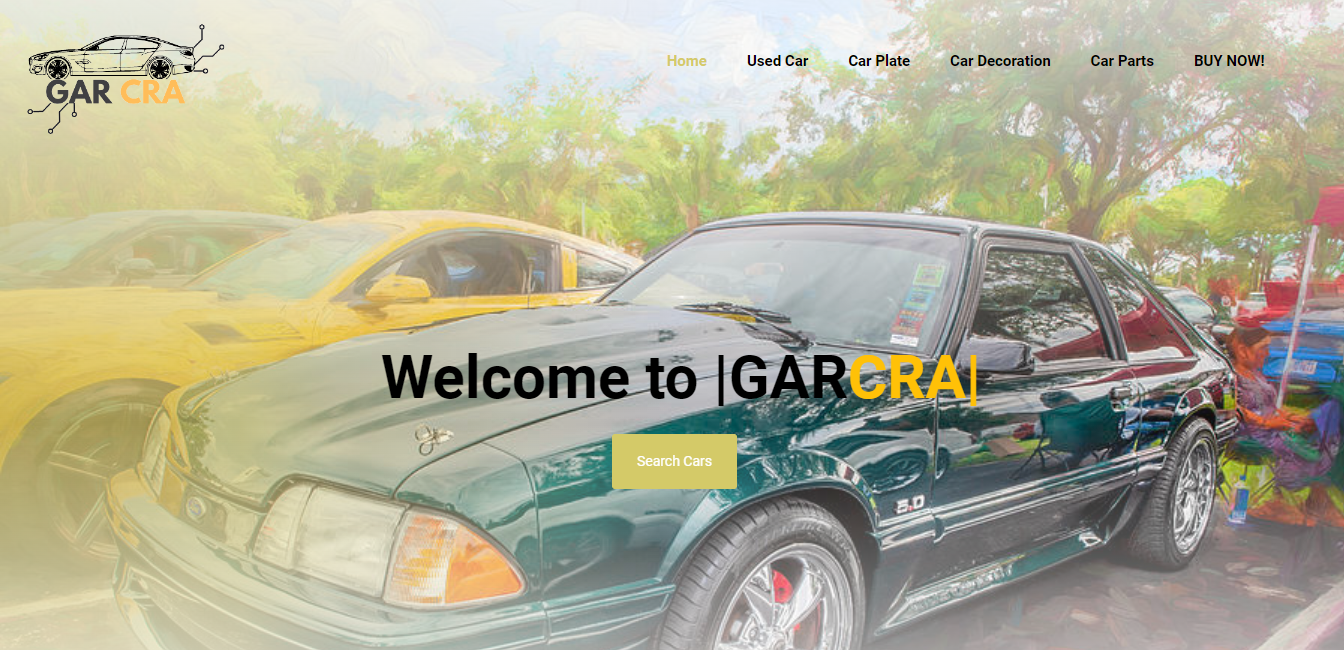 GAR CRA
Home Used Car Car Plate Car Decoration Car Parts BUY NOW!
Welcome to |GARCRA|
Search Cars
5.0